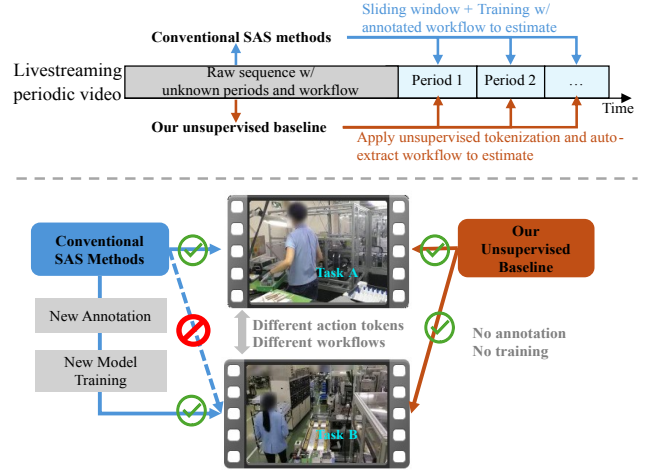 Sliding window + Training w/
annotated workflow to estimate
Conventional SAS methods
Livestreaming
periodic video
Raw sequence w/
unknown periods and workflow
Period 1
Period 2
...
Time
Our unsupervised baseline
Apply unsupervised tokenization and auto-
extract workflow to estimate
Conventional
SAS Methods
Task A
Our
Unsupervised
Baseline
New Annotation
Different action tokens
Different workflows
No annotation
No training
New Model
Training
Task B